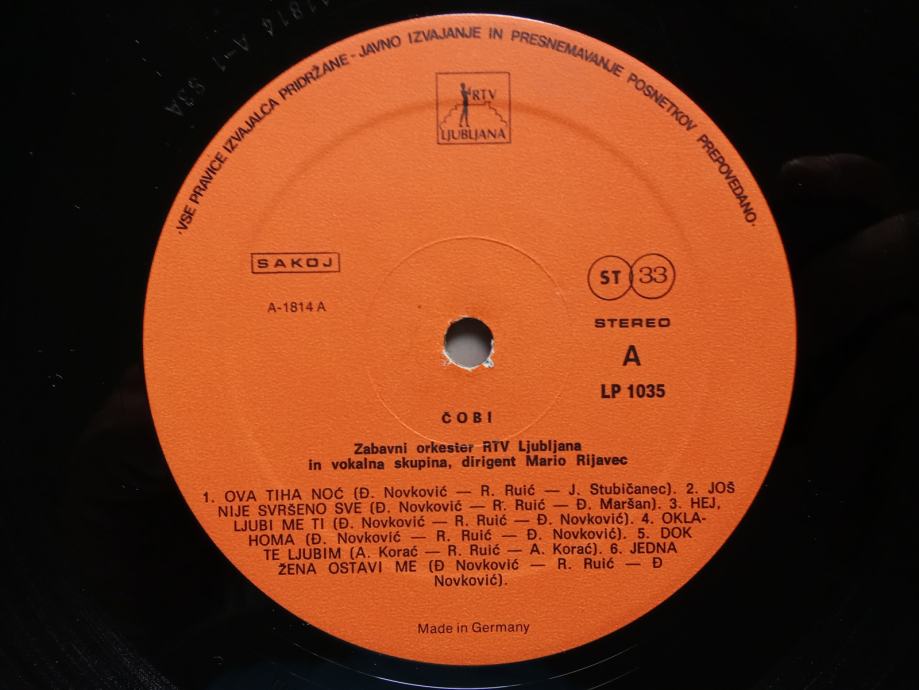 A1814 A-1 S3A
·VSE PRAVICE IZVAJALCA PRIDRŽANE - JAVNO IZVAJANJE IN PRESNEMAVANJE POSNETKOV PREPOVEDANO·
RTV
LJUBLJANA
SAKOJ
A-1814 A
ST 33
STEREO
A
LP 1035
ČOBI
Zabavni orkester RTV Ljubljana
in vokalna skupina, dirigent Mario Rijavec
1. OVA TIHA NOĆ (Đ. Novković — R. Ruić — J. Stubičanec). 2. JOŠ
NIJE SVRŠENO SVE (Đ. Novković — R. Ruić — Đ. Maršan). 3. HEJ,
LJUBI ME TI (Đ. Novković — R. Ruić — Đ. Novković). 4. OKLA-
HOMA (Đ. Novković — R. Ruić — Đ. Novković). 5. DOK
TE LJUBIM (A. Korać — R. Ruić — A. Korać). 6. JEDNA
ŽENA OSTAVI ME (Đ Novković — R. Ruić — Đ
Novković).
Made in Germany